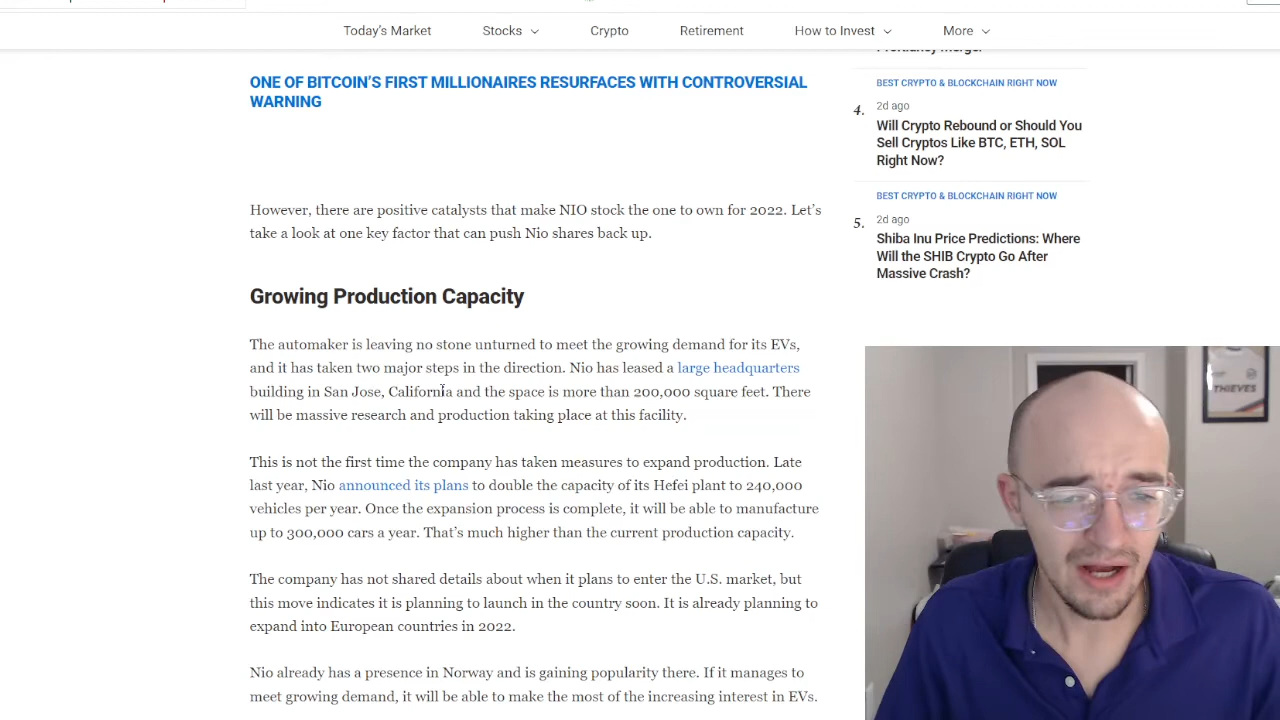 Today's Market
Stocks
Crypto
Retirement
How to Invest
More
ONE OF BITCOIN'S FIRST MILLIONAIRES RESURFACES WITH CONTROVERSIAL
WARNING
However, there are positive catalysts that make NIO stock the one to own for 2022. Let's
take a look at one key factor that can push Nio shares back up.
Growing Production Capacity
The automaker is leaving no stone unturned to meet the growing demand for its EVs,
and it has taken two major steps in the direction. Nio has leased a large headquarters
building in San Jose, California and the space is more than 200,000 square feet. There
will be massive research and production taking place at this facility.
This is not the first time the company has taken measures to expand production. Late
last year, Nio announced its plans to double the capacity of its Hefei plant to 240,000
vehicles per year. Once the expansion process is complete, it will be able to manufacture
up to 300,000 cars a year. That's much higher than the current production capacity.
The company has not shared details about when it plans to enter the U.S. market, but
this move indicates it is planning to launch in the country soon. It is already planning to
expand into European countries in 2022.
Nio already has a presence in Norway and is gaining popularity there. If it manages to
meet growing demand, it will be able to make the most of the increasing interest in EVs.
BEST CRYPTO & BLOCKCHAIN RIGHT NOW
4.
2d ago
Will Crypto Rebound or Should You
Sell Cryptos Like BTC, ETH, SOL
Right Now?
BEST CRYPTO & BLOCKCHAIN RIGHT NOW
5.
2d ago
Shiba Inu Price Predictions: Where
Will the SHIB Crypto Go After
Massive Crash?
THIEVES